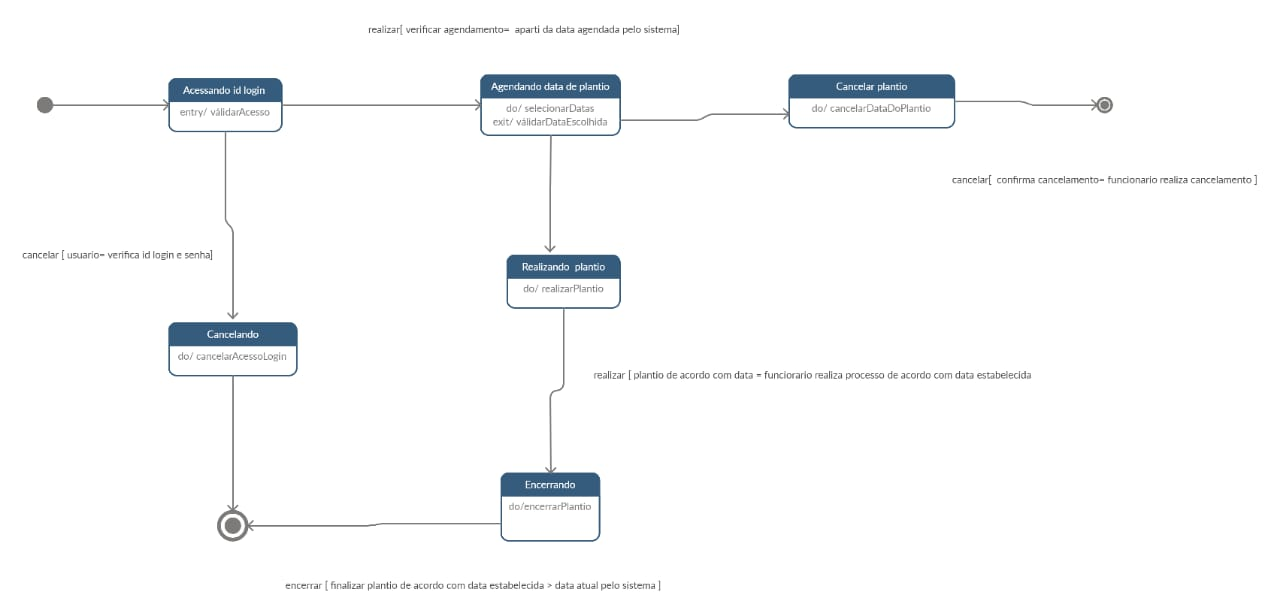 realizar[ verificar agendamento= aparti da data agendada pelo sistema]
Acessando id login
entry/ válidarAcesso
Agendando data de plantio
do/ selecionarDatas
exit/ válidarDataEscolhida
Cancelar plantio
do/ cancelarDataDoPlantio
cancelar[ confirma cancelamento= funcionario realiza cancelamento ]
cancelar [ usuario= verifica id login e senha]
Realizando plantio
do/ realizarPlantio
Cancelando
do/ cancelarAcessoLogin
realizar [ plantio de acordo com data = funciorario realiza processo de acordo com data estabelecida
Encerrando
do/encerrarPlantio
encerrar [ finalizar plantio de acordo com data estabelecida > data atual pelo sistema ]